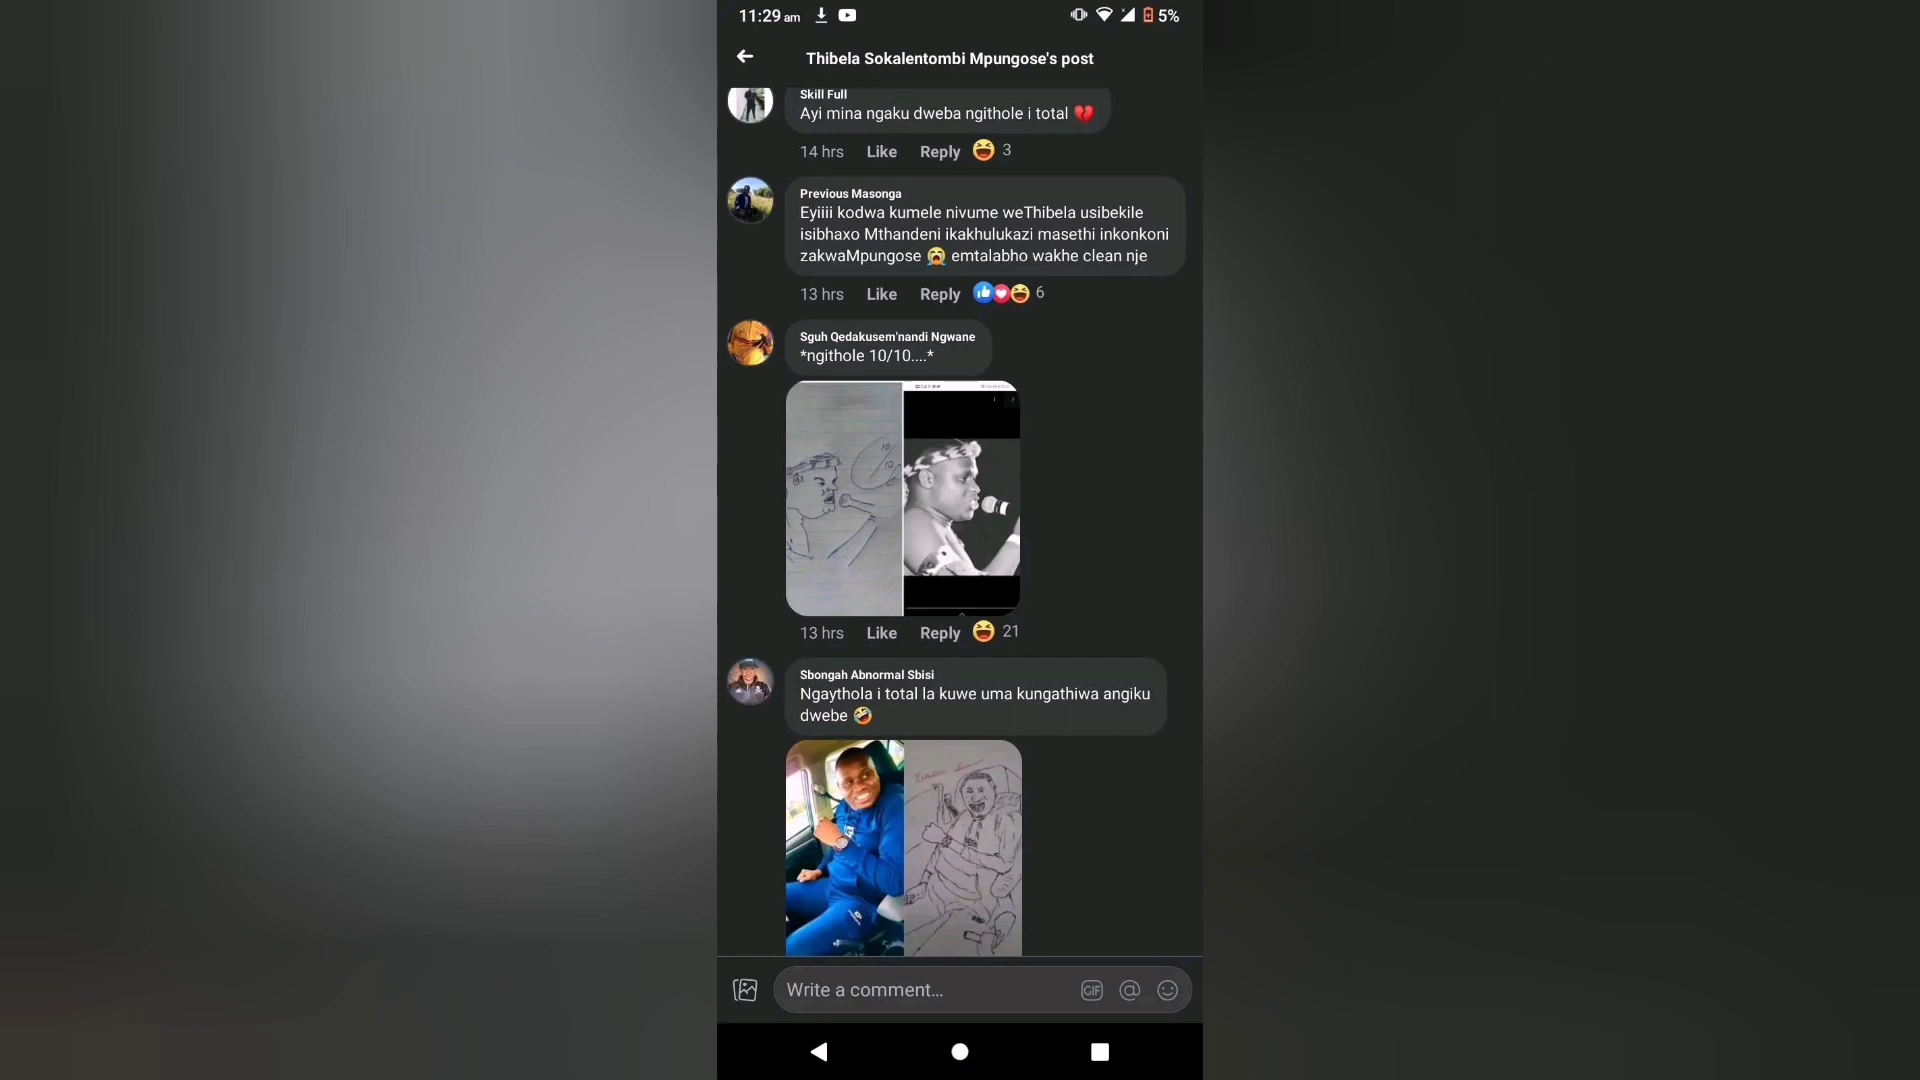 11:29 am
5%
Thibela Sokalentombi Mpungose's post
Skill Full
Ayi mina ngaku dweba ngithole i total 💔
14 hrs Like Reply 😆 3
Previous Masonga
Eyiiii kodwa kumele nivume weThibela usibekile
isibhaxo Mthandeni ikakhulukazi masethi inkonkoni
zakwaMpungose 😭 emtalabho wakhe clean nje
13 hrs Like Reply 👍❤️😆 6
Sguh Qedakusem'nandi Ngwane
*ngithole 10/10....*
10
10
13 hrs Like Reply 😆 21
Sbongah Abnormal Sbisi
Ngaythola i total la kuwe uma kungathiwa angiku
dwebe 🤣
Write a comment...
GIF @